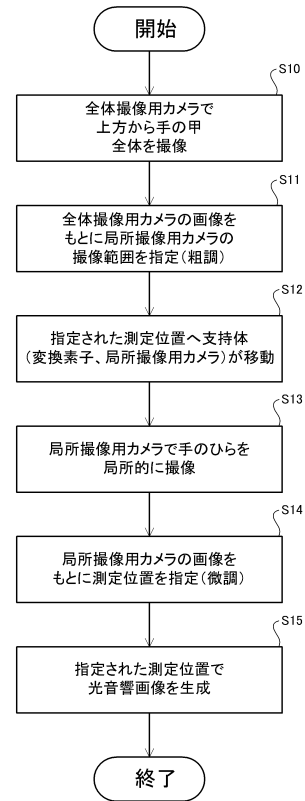 開始
S10
全体撮像用カメラで
上方から手の甲
全体を撮像
S11
全体撮像用カメラの画像を
もとに局所撮像用カメラの
撮像範囲を指定(粗調)
S12
指定された測定位置へ支持体
(変換素子、局所撮像用カメラ)が移動
S13
局所撮像用カメラで手のひらを
局所的に撮像
S14
局所撮像用カメラの画像を
もとに測定位置を指定(微調)
S15
指定された測定位置で
光音響画像を生成
終了